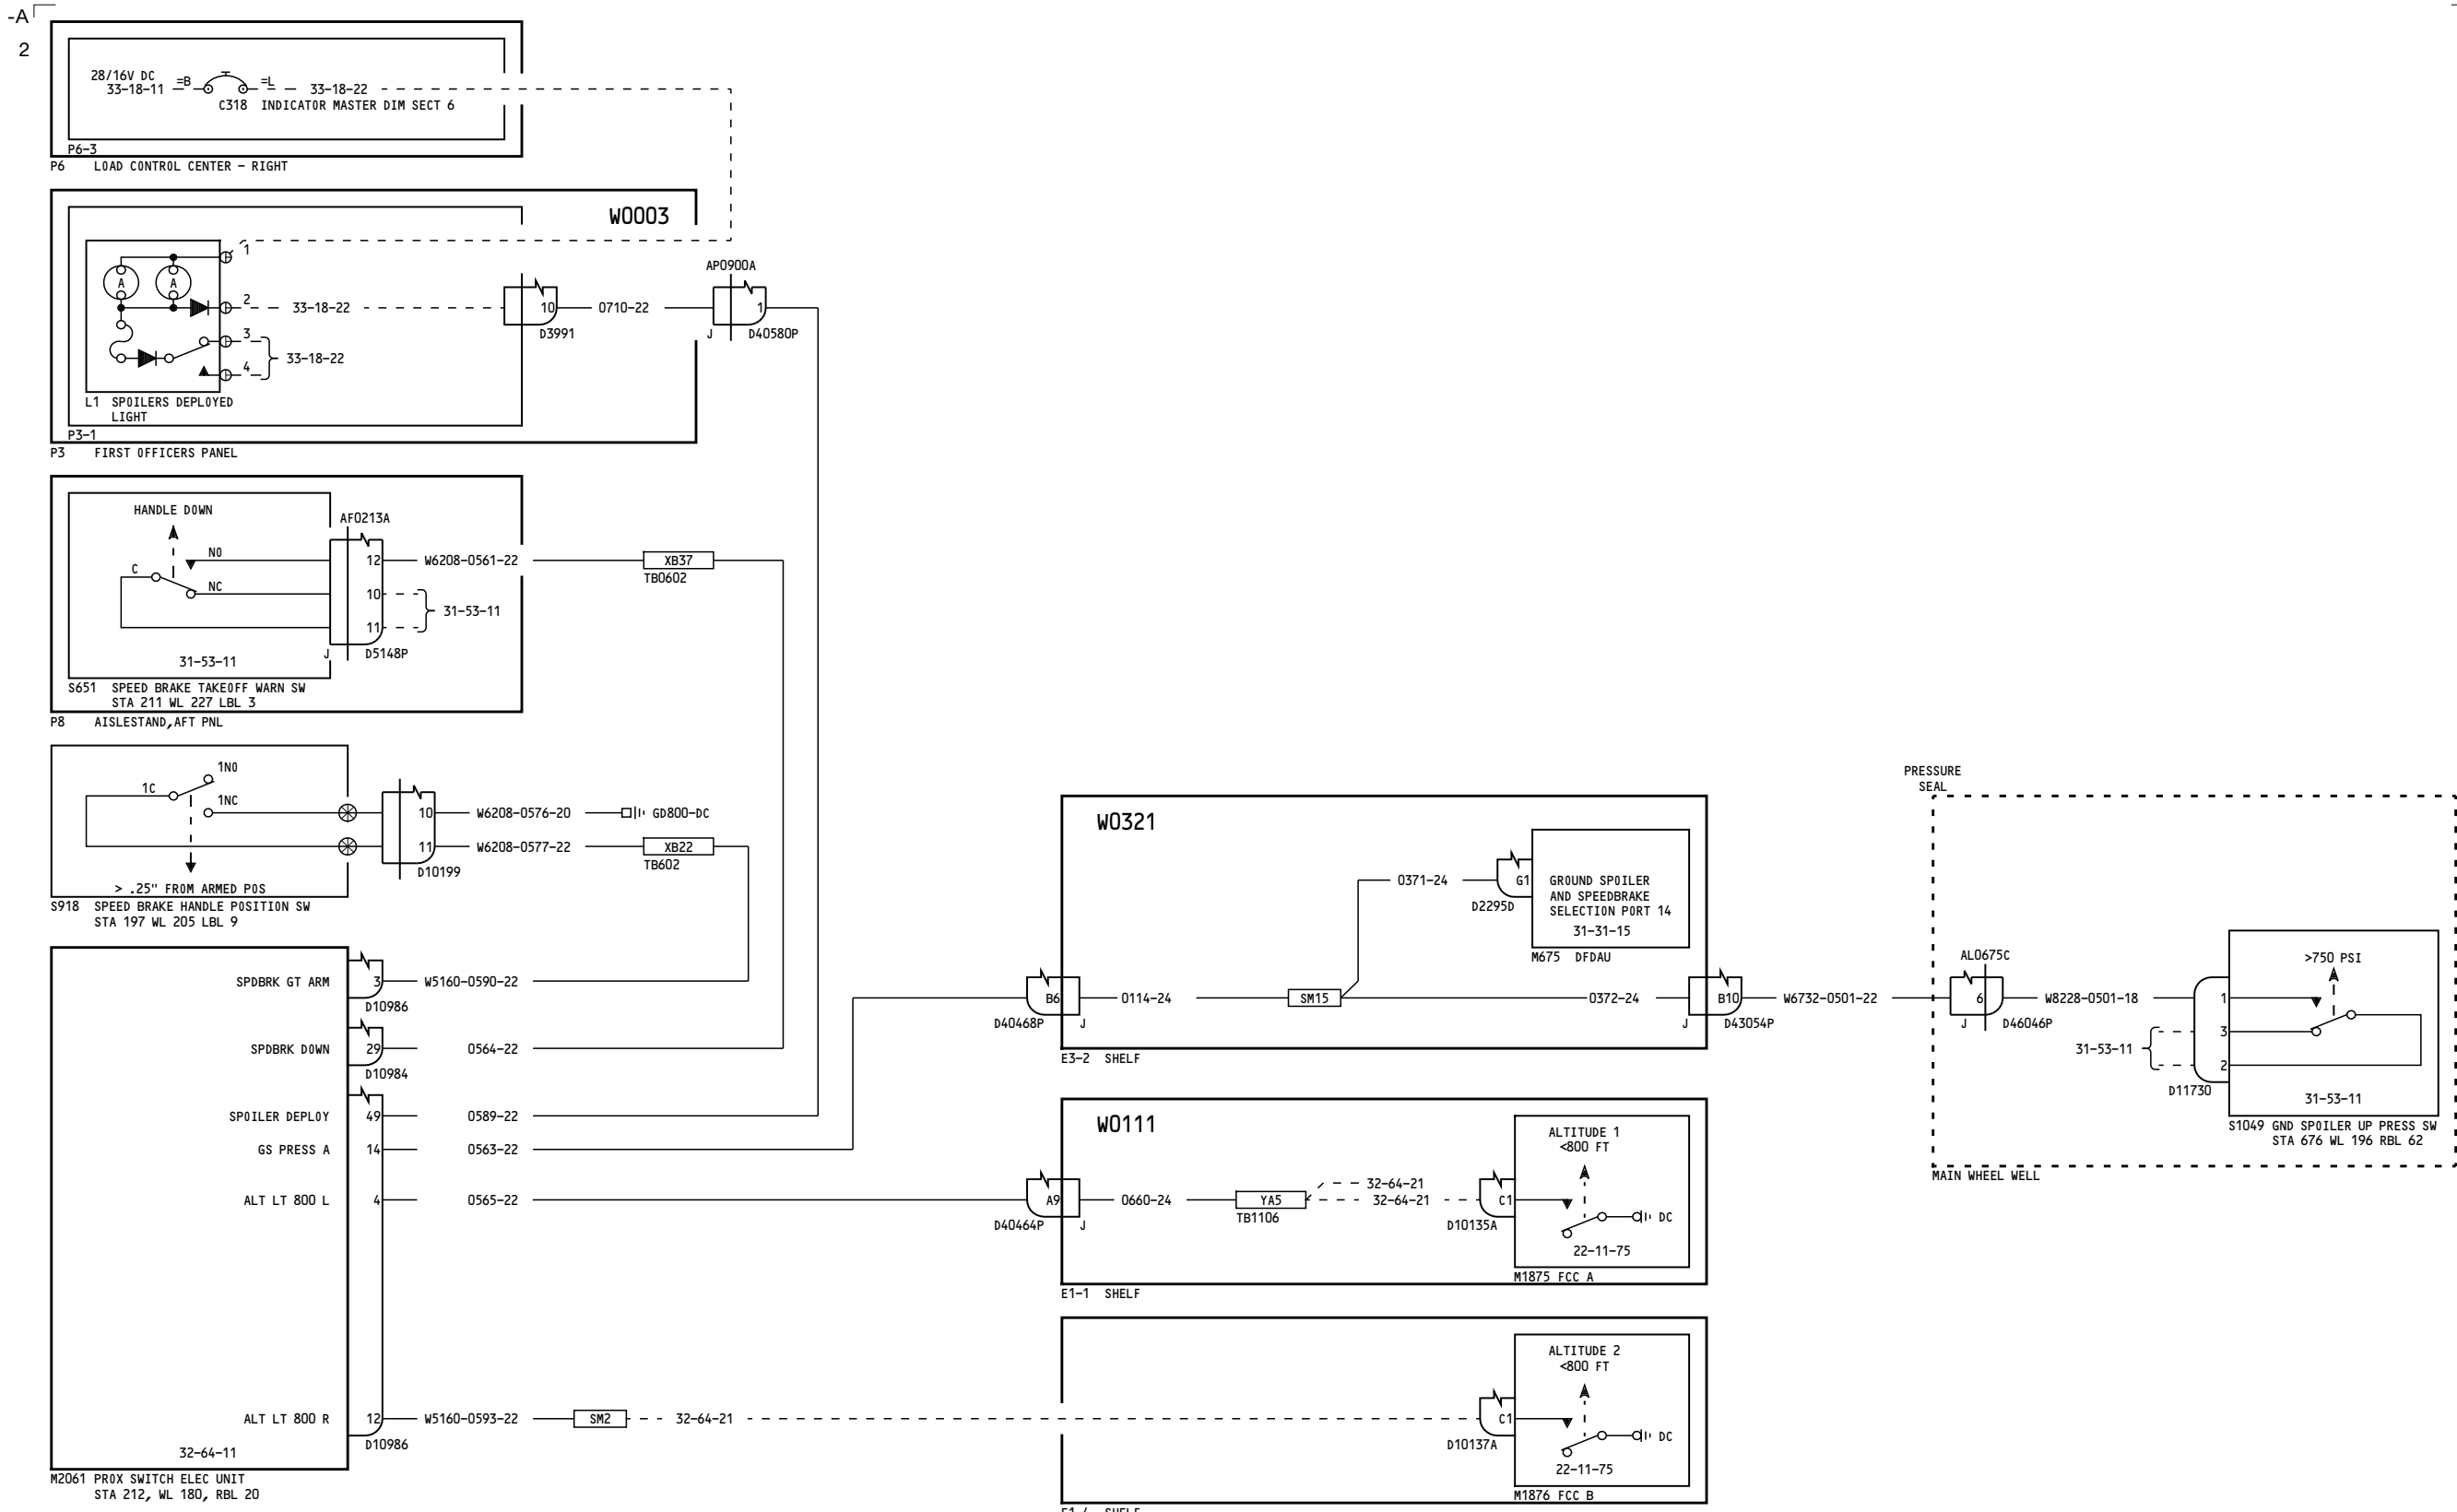 -A
2
28/16V DC
33-18-11
=B
=L
33-18-22
C318 INDICATOR MASTER DIM SECT 6
P6-3
P6 LOAD CONTROL CENTER - RIGHT
W0003
1
A
A
2
33-18-22
3
4
33-18-22
L1 SPOILERS DEPLOYED
LIGHT
P3-1
P3 FIRST OFFICERS PANEL
10
D3991
0710-22
AP0900A
1
J
D40580P
HANDLE DOWN
AF0213A
NO
C
NC
12
10
11
W6208-0561-22
XB37
TB0602
31-53-11
J
D5148P
31-53-11
S651 SPEED BRAKE TAKEOFF WARN SW
STA 211 WL 227 LBL 3
P8 AISLESTAND,AFT PNL
1NO
1C
1NC
10
W6208-0576-20
GD800-DC
11
W6208-0577-22
XB22
TB602
D10199
> .25" FROM ARMED POS
S918 SPEED BRAKE HANDLE POSITION SW
STA 197 WL 205 LBL 9
SPDBRK GT ARM
3
W5160-0590-22
D10986
SPDBRK DOWN
29
0564-22
D10984
SPOILER DEPLOY
49
0589-22
GS PRESS A
14
0563-22
ALT LT 800 L
4
0565-22
ALT LT 800 R
12
W5160-0593-22
SM2
32-64-21
D10986
32-64-11
M2061 PROX SWITCH ELEC UNIT
STA 212, WL 180, RBL 20
W0321
0371-24
G1
D2295D
GROUND SPOILER
AND SPEEDBRAKE
SELECTION PORT 14
31-31-15
M675 DFDAU
B6
D40468P
J
0114-24
SM15
0372-24
B10
J
D43054P
W6732-0501-22
E3-2 SHELF
W0111
A9
D40464P
J
0660-24
YA5
TB1106
32-64-21
32-64-21
C1
D10135A
ALTITUDE 1
<800 FT
DC
22-11-75
M1875 FCC A
E1-1 SHELF
C1
D10137A
ALTITUDE 2
<800 FT
DC
22-11-75
M1876 FCC B
E1-4 SHELF
PRESSURE
SEAL
AL0675C
6
J
D46046P
W8228-0501-18
31-53-11
1
3
2
D11730
>750 PSI
31-53-11
S1049 GND SPOILER UP PRESS SW
STA 676 WL 196 RBL 62
MAIN WHEEL WELL